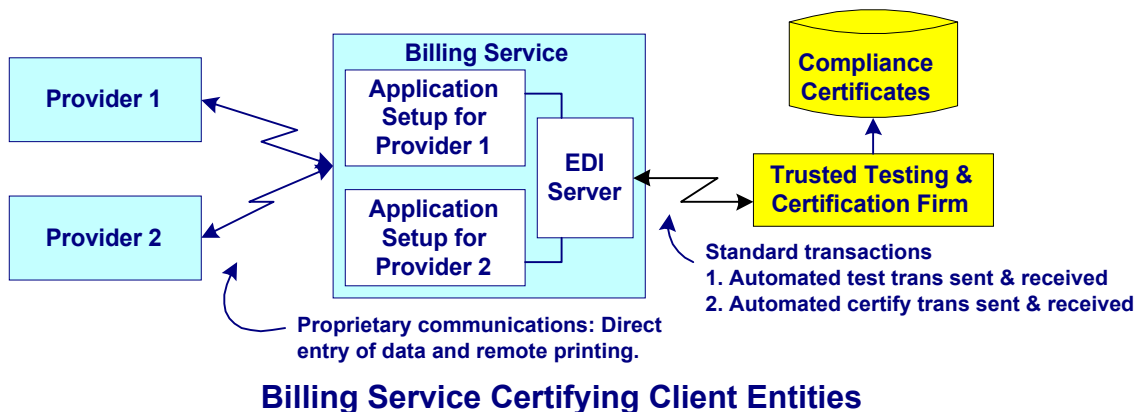 Provider 1
Provider 2
Billing Service
Application
Setup for
Provider 1
Application
Setup for
Provider 2
EDI
Server
Compliance
Certificates
Trusted Testing &
Certification Firm
Standard transactions
1. Automated test trans sent & received
2. Automated certify trans sent & received
Proprietary communications: Direct
entry of data and remote printing.
Billing Service Certifying Client Entities